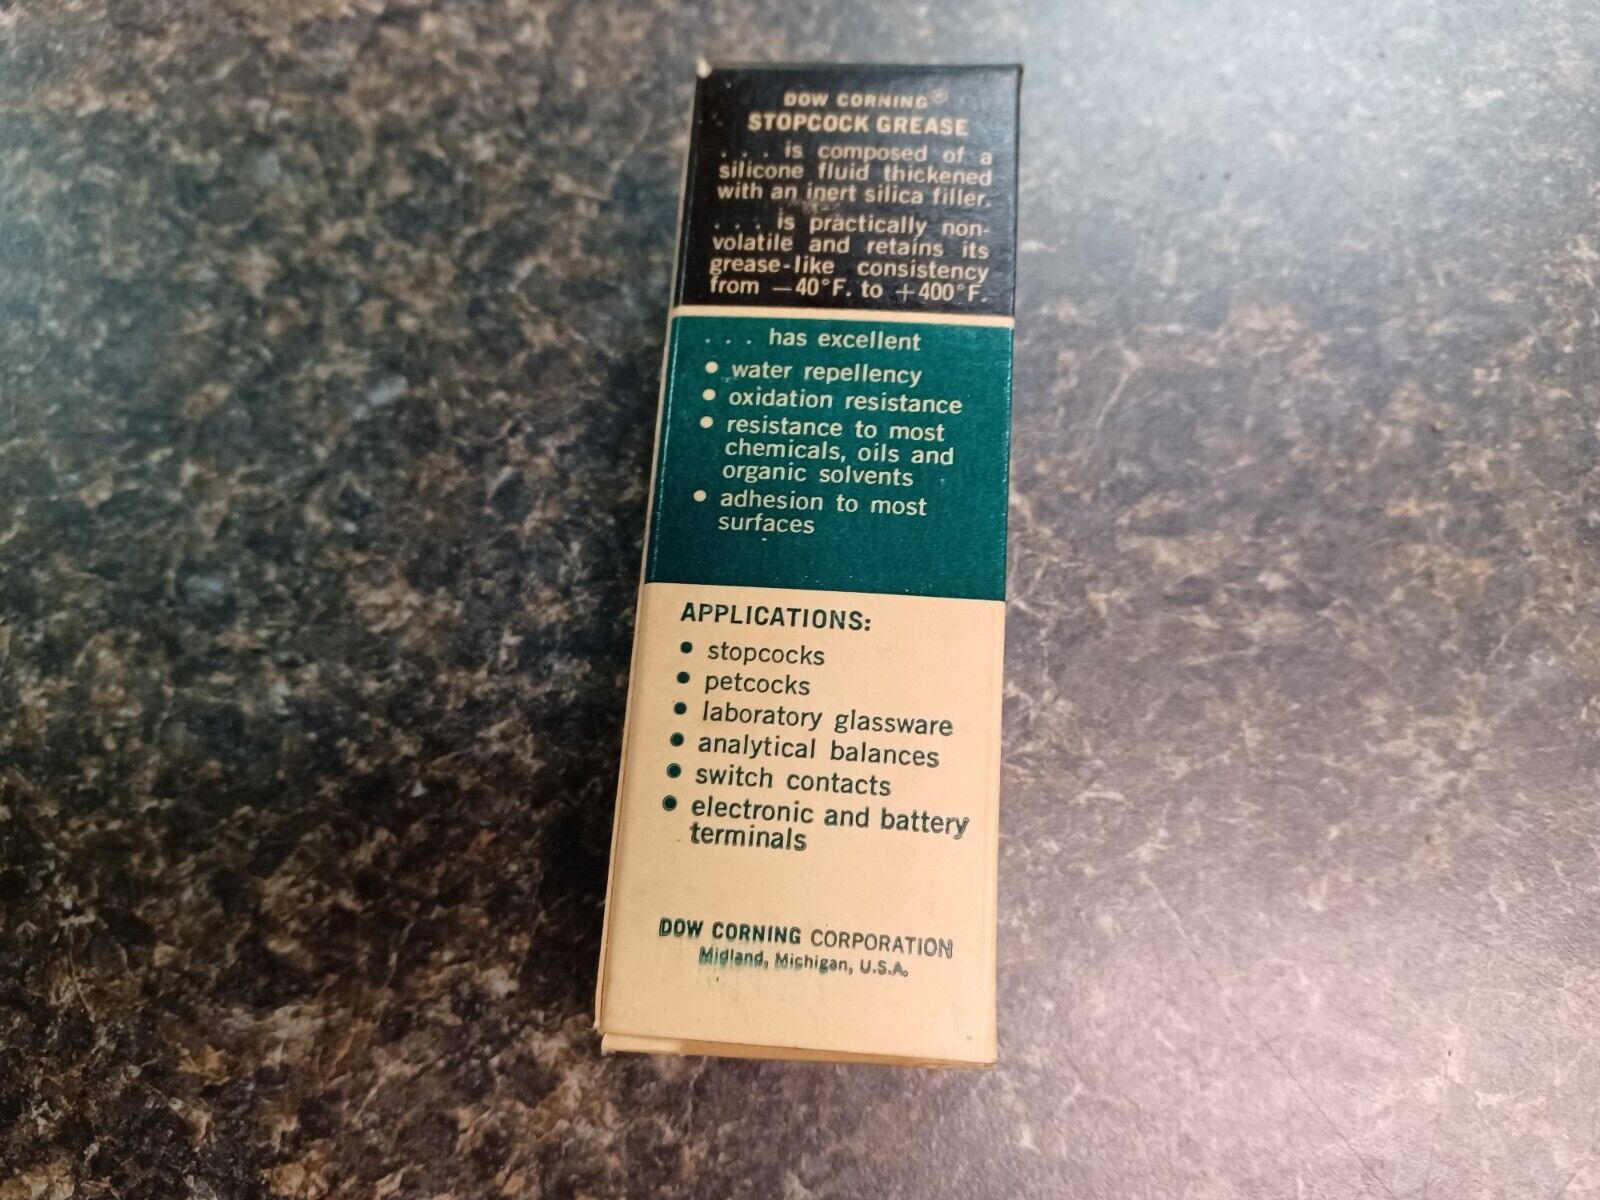 DOW CORNING®
STOPCOCK GREASE
. . . is composed of a
silicone fluid thickened
with an inert silica filler.
. . . is practically non-
volatile and retains its
grease-like consistency
from —40°F. to +400°F.
. . . has excellent
• water repellency
• oxidation resistance
• resistance to most
chemicals, oils and
organic solvents
• adhesion to most
surfaces
APPLICATIONS:
• stopcocks
• petcocks
• laboratory glassware
• analytical balances
• switch contacts
• electronic and battery
terminals
DOW CORNING CORPORATION
Midland, Michigan, U.S.A.